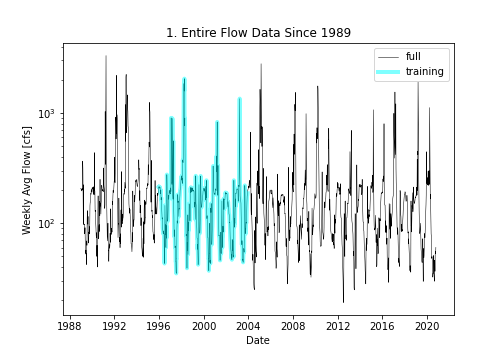 1. Entire Flow Data Since 1989
full
training
10³
10²
Weekly Avg Flow [cfs]
1988 1992 1996 2000 2004 2008 2012 2016 2020
Date